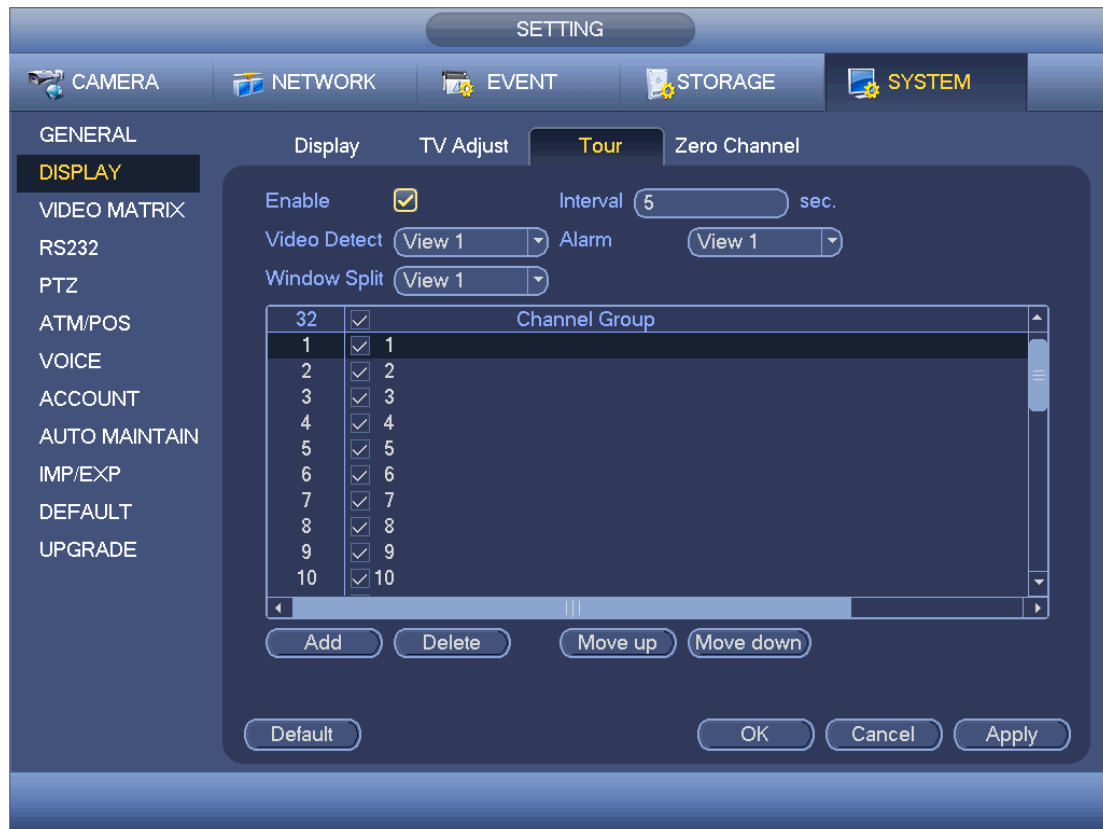 SETTING
CAMERA NETWORK EVENT STORAGE SYSTEM
GENERAL
DISPLAY
VIDEO MATRIX
RS232
PTZ
ATM/POS
VOICE
ACCOUNT
AUTO MAINTAIN
IMP/EXP
DEFAULT
UPGRADE
Display TV Adjust Tour Zero Channel
Enable Interval 5 sec.
Video Detect View 1 Alarm View 1
Window Split View 1
32 Channel Group
1 1
2 2
3 3
4 4
5 5
6 6
7 7
8 8
9 9
10 10
Add Delete Move up Move down
Default OK Cancel Apply